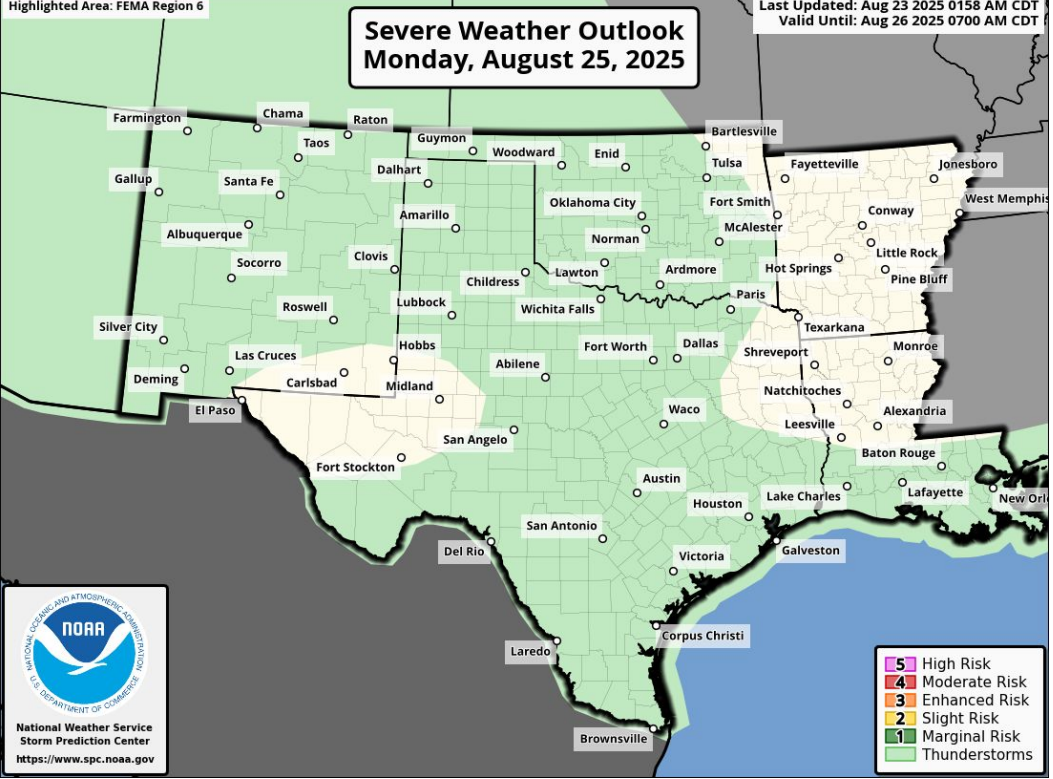 Highlighted Area: FEMA Region 6
Severe Weather Outlook
Monday, August 25, 2025
Last Updated: Aug 23 2025 0158 AM CDT
Valid Until: Aug 26 2025 0700 AM CDT
Farmington
Chama
Raton
Taos
Guymon
Woodward
Enid
Bartlesville
Tulsa
Fayetteville
Jonesboro
Gallup
Santa Fe
Dalhart
Fort Smith
West Memphis
Albuquerque
Amarillo
Oklahoma City
Norman
McAlester
Conway
Little Rock
Socorro
Clovis
Childress
Lawton
Ardmore
Hot Springs
Pine Bluff
Roswell
Lubbock
Wichita Falls
Paris
Texarkana
Silver City
Las Cruces
Hobbs
Fort Worth
Dallas
Shreveport
Monroe
Deming
Carlsbad
Midland
Abilene
Natchitoches
El Paso
Waco
Alexandria
San Angelo
Leesville
Fort Stockton
Baton Rouge
Austin
Houston
Lake Charles
Lafayette
New Orl
San Antonio
Del Rio
Victoria
Galveston
Corpus Christi
Laredo
Brownsville
NATIONAL OCEANIC AND ATMOSPHERIC ADMINISTRATION
NOAA
U.S. DEPARTMENT OF COMMERCE
National Weather Service
Storm Prediction Center
https://www.spc.noaa.gov
5 High Risk
4 Moderate Risk
3 Enhanced Risk
2 Slight Risk
1 Marginal Risk
Thunderstorms